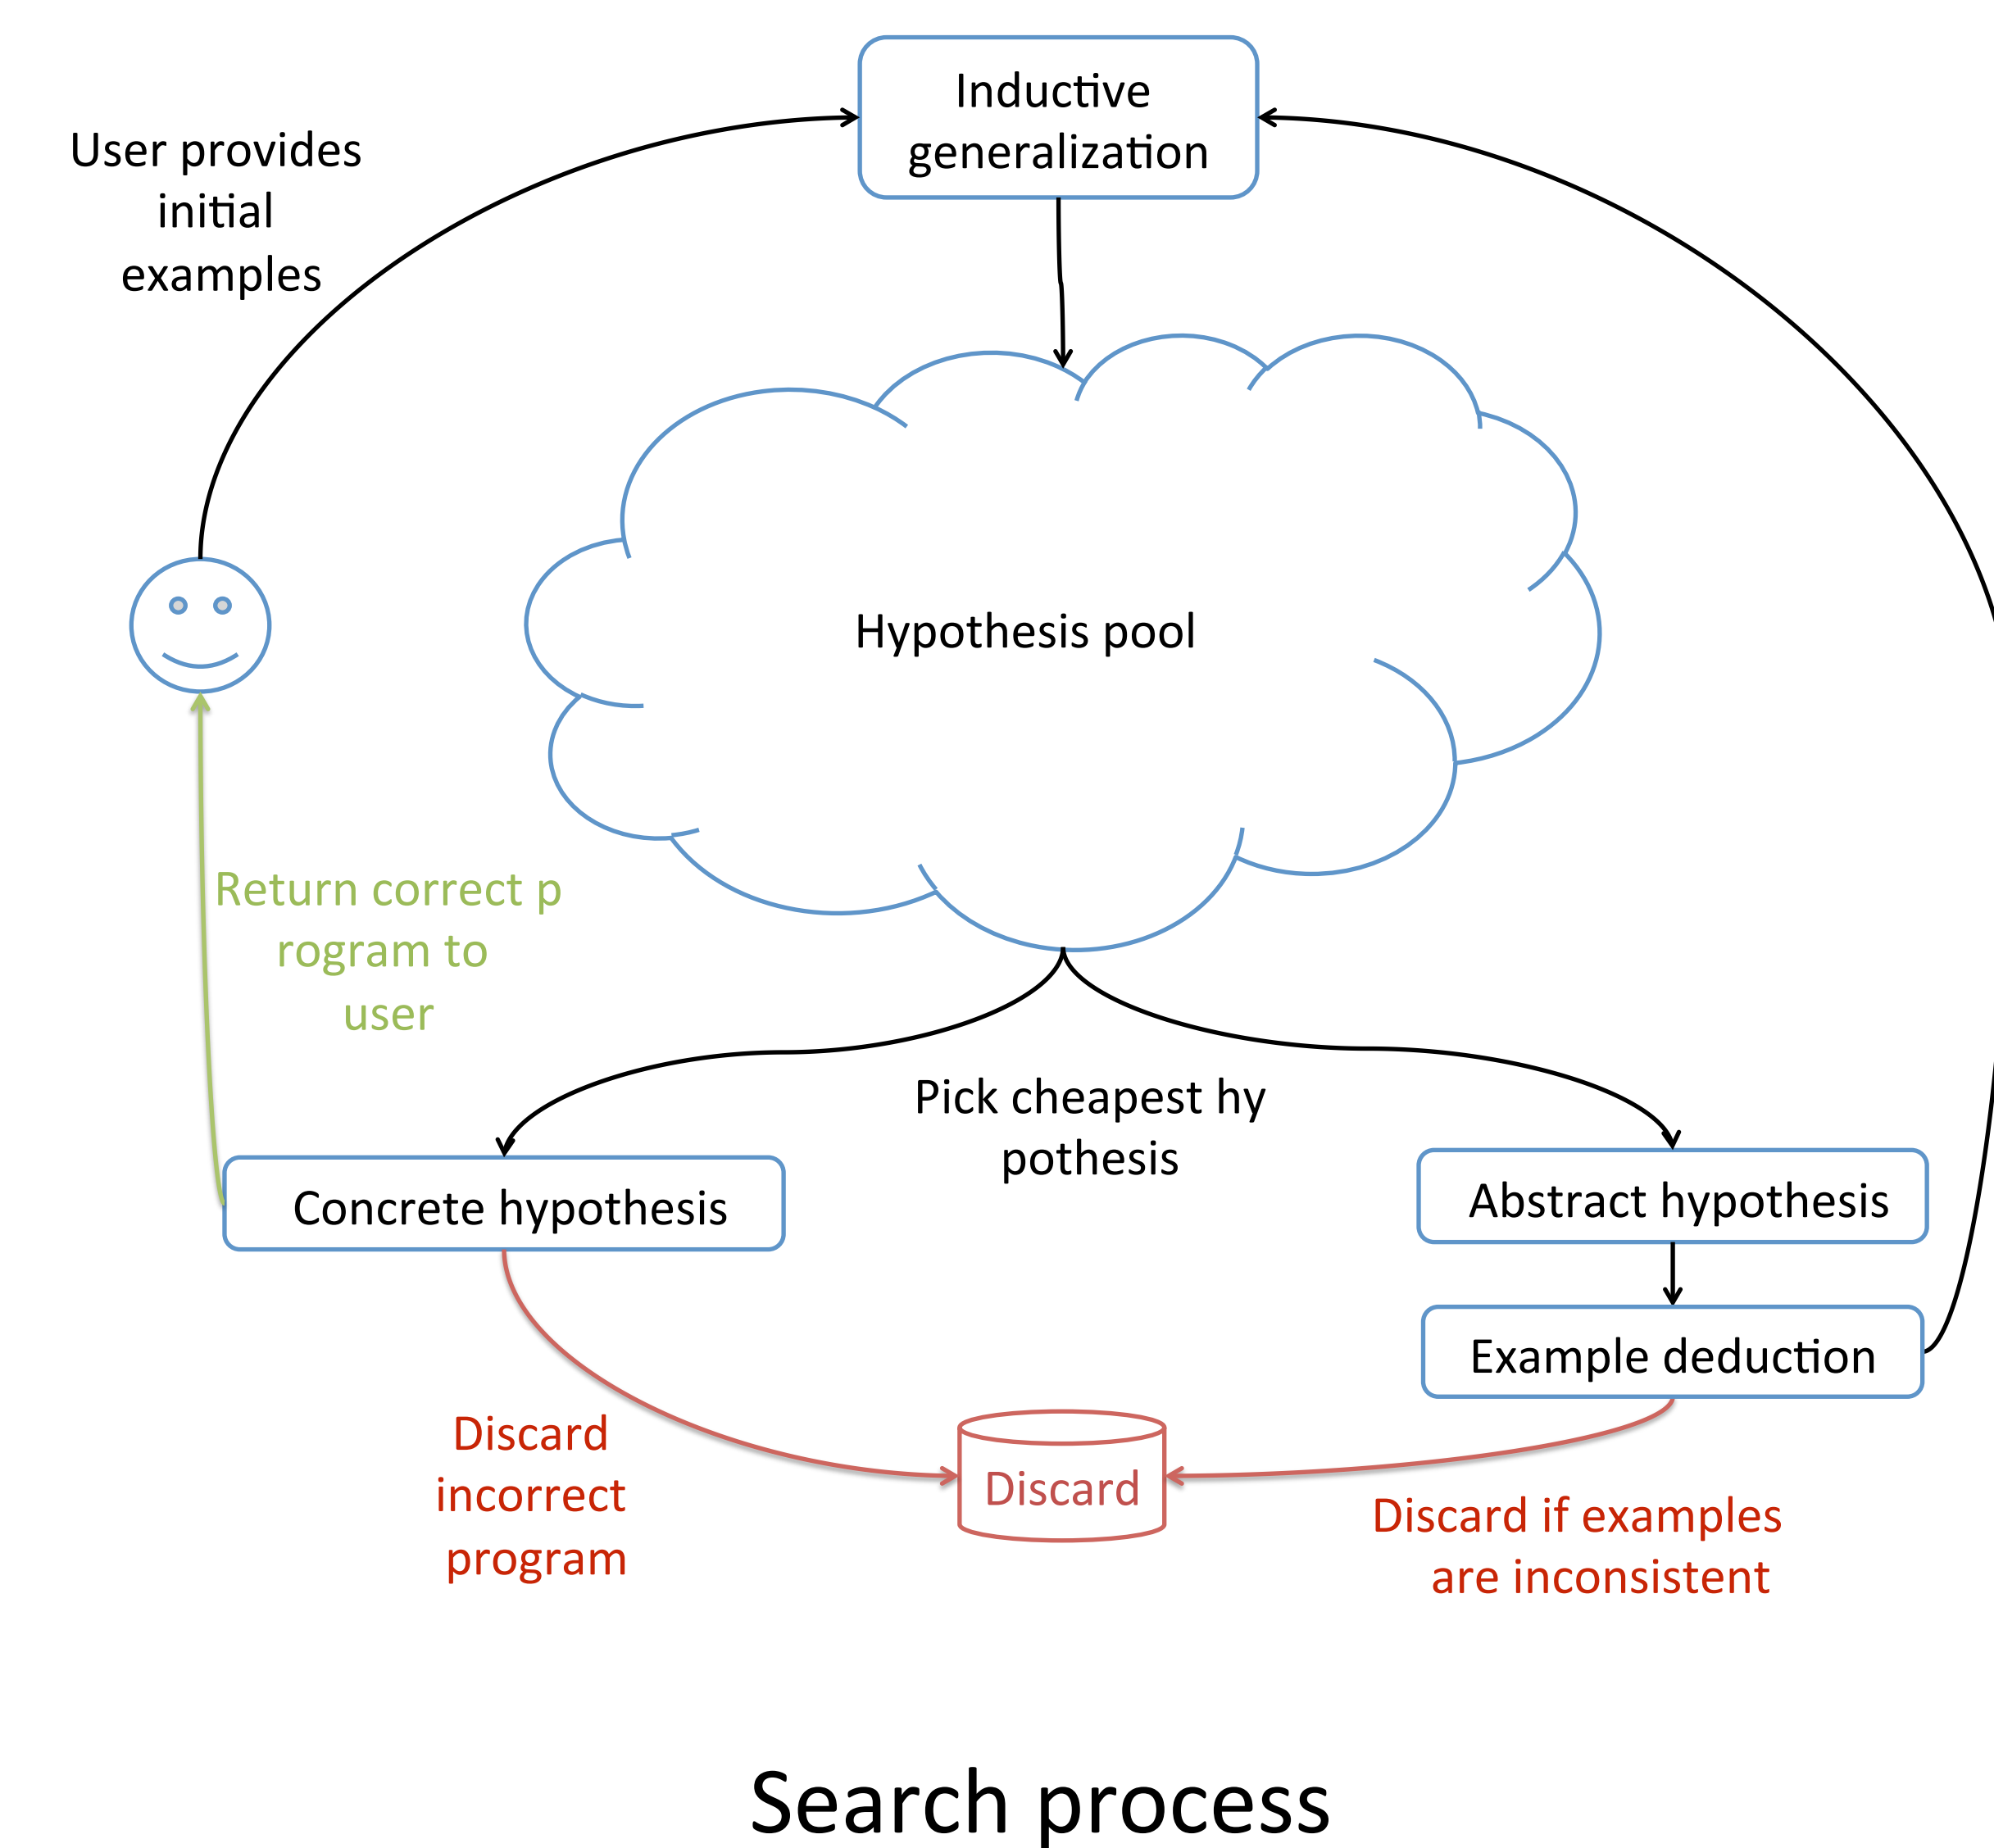 Inductive
generalization
User provides
initial
examples
Hypothesis pool
Return correct p
rogram to
user
Pick cheapest hy
pothesis
Concrete hypothesis
Abstract hypothesis
Example deduction
Discard
incorrect
program
Discard
Discard if examples
are inconsistent
Search process